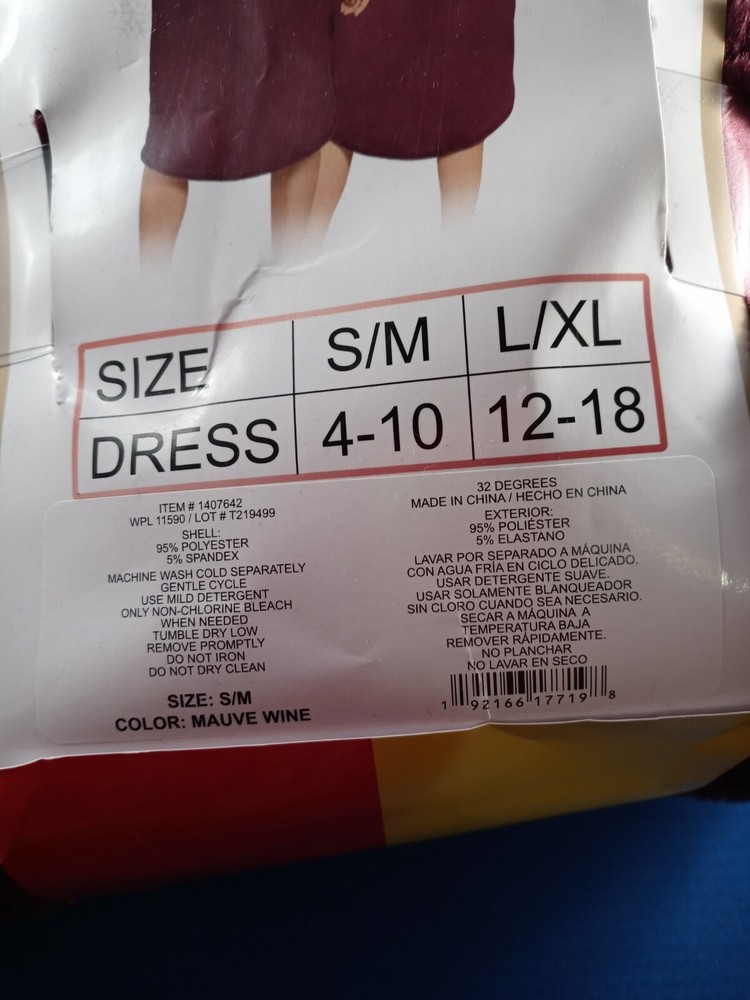 SIZE S/M L/XL
DRESS 4-10 12-18
ITEM # 1407642
WPL 11590 / LOT # T219499
SHELL:
95% POLYESTER
5% SPANDEX
MACHINE WASH COLD SEPARATELY
GENTLE CYCLE
USE MILD DETERGENT
ONLY NON-CHLORINE BLEACH
WHEN NEEDED
TUMBLE DRY LOW
REMOVE PROMPTLY
DO NOT IRON
DO NOT DRY CLEAN
SIZE: S/M
COLOR: MAUVE WINE
32 DEGREES
MADE IN CHINA / HECHO EN CHINA
EXTERIOR:
95% POLIÉSTER
5% ELASTANO
LAVAR POR SEPARADO A MÁQUINA
CON AGUA FRÍA EN CICLO DELICADO.
USAR DETERGENTE SUAVE.
USAR SOLAMENTE BLANQUEADOR
SIN CLORO CUANDO SEA NECESARIO.
SECAR A MÁQUINA A
TEMPERATURA BAJA
REMOVER RÁPIDAMENTE.
NO PLANCHAR
NO LAVAR EN SECO
1 92166 17719 8